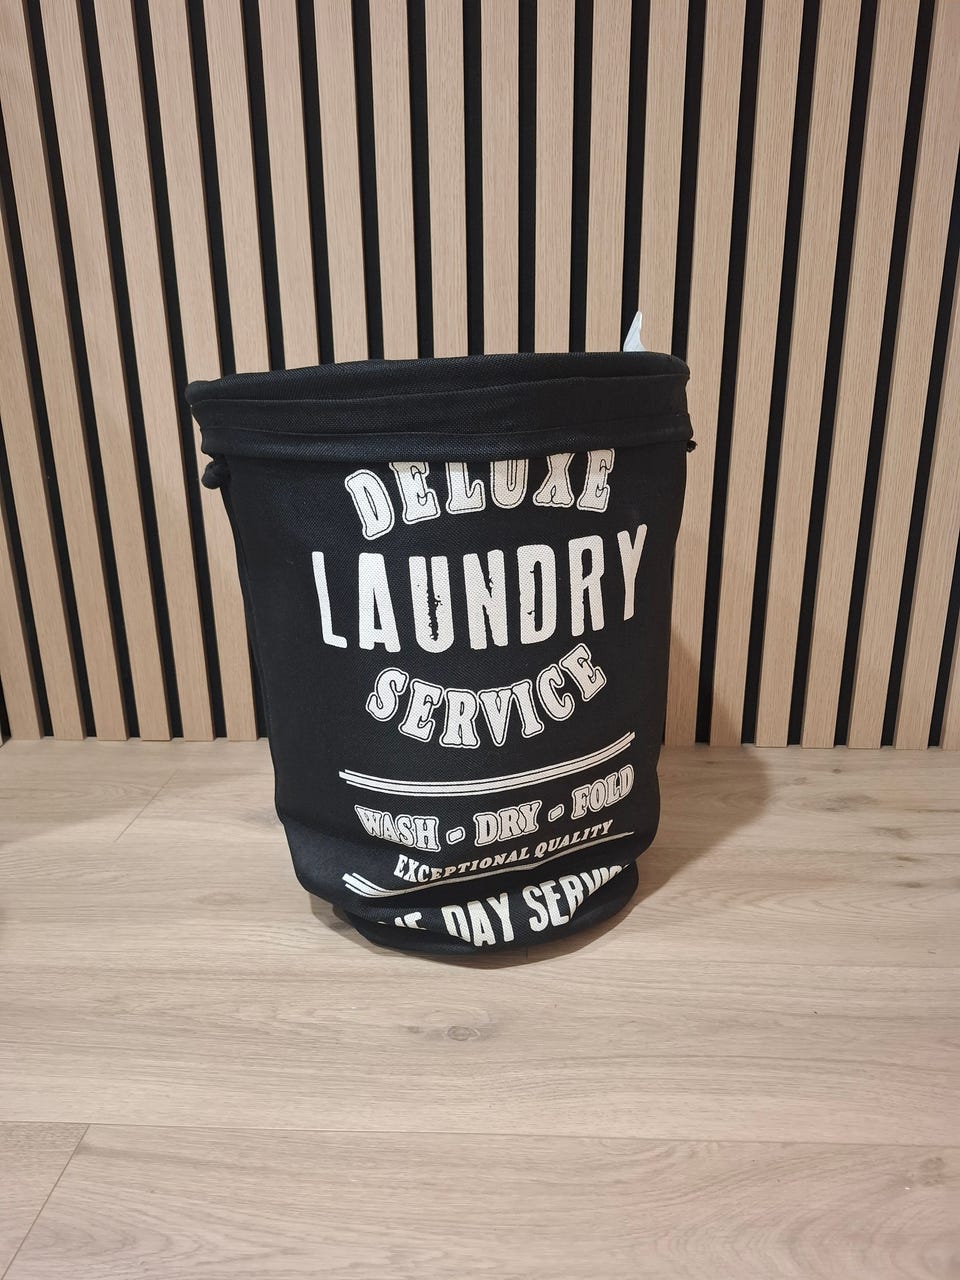 DELUXE
LAUNDRY
SERVICE
WASH - DRY - FOLD
EXCEPTIONAL QUALITY
DAY